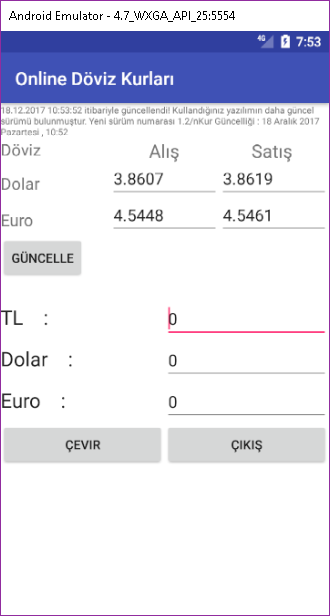 Android Emulator - 4.7_WXGA_API_25:5554
4G 7:53
Online Döviz Kurları
18.12.2017 10:53:52 itibariyle güncellendi! Kullandığınız yazılımın daha güncel
sürümü bulunmuştur. Yeni sürüm numarası 1.2/nKur Güncelliği : 18 Aralık 2017
Pazartesi , 10:52
Döviz Alış Satış
Dolar 3.8607 3.8619
Euro 4.5448 4.5461
GÜNCELLE
TL : 0
Dolar : 0
Euro : 0
ÇEVIR ÇIKIŞ